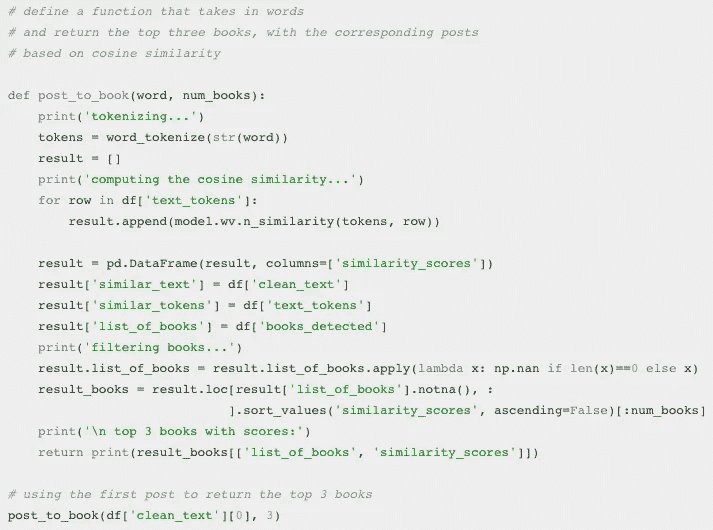 # define a function that takes in words
# and return the top three books, with the corresponding posts
# based on cosine similarity

def post_to_book(word, num_books):
    print('tokenizing...')
    tokens = word_tokenize(str(word))
    result = []
    print('computing the cosine similarity...')
    for row in df['text_tokens']:
        result.append(model.wv.n_similarity(tokens, row))

    result = pd.DataFrame(result, columns=['similarity_scores'])
    result['similar_text'] = df['clean_text']
    result['similar_tokens'] = df['text_tokens']
    result['list_of_books'] = df['books_detected']
    print('filtering books...')
    result.list_of_books = result.list_of_books.apply(lambda x: np.nan if len(x)==0 else x)
    result_books = result.loc[result['list_of_books'].notna(), :
                             ].sort_values('similarity_scores', ascending=False)[:num_books]
    print('\n top 3 books with scores:')
    return print(result_books[['list_of_books', 'similarity_scores']])

# using the first post to return the top 3 books
post_to_book(df['clean_text'][0], 3)